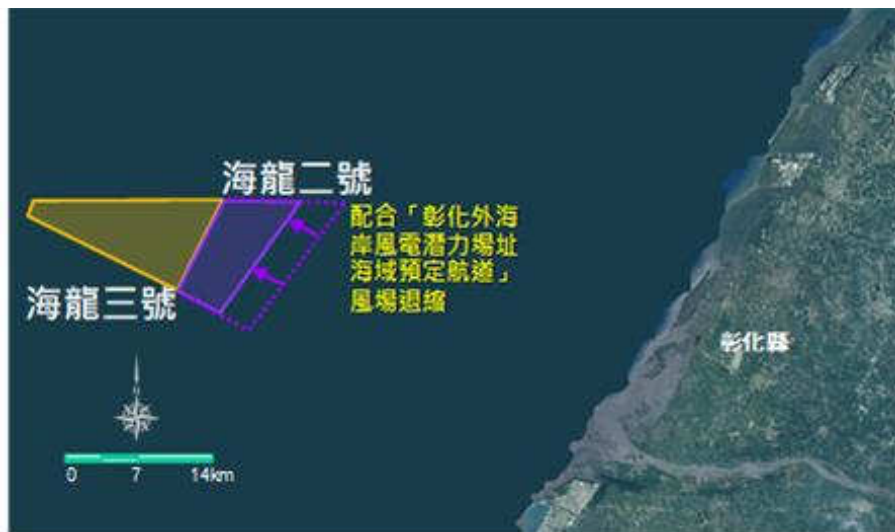 海龍二號
配合「彰化外海
岸風電潛力場址
海域預定航道」
風場退縮
海龍三號
彰化縣
0 7 14km